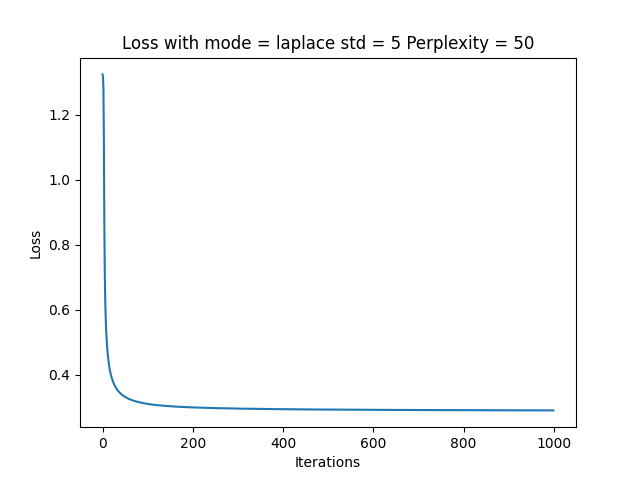 Loss with mode = laplace std = 5 Perplexity = 50
1.2
1.0
0.8
0.6
0.4
Loss
0 200 400 600 800 1000
Iterations